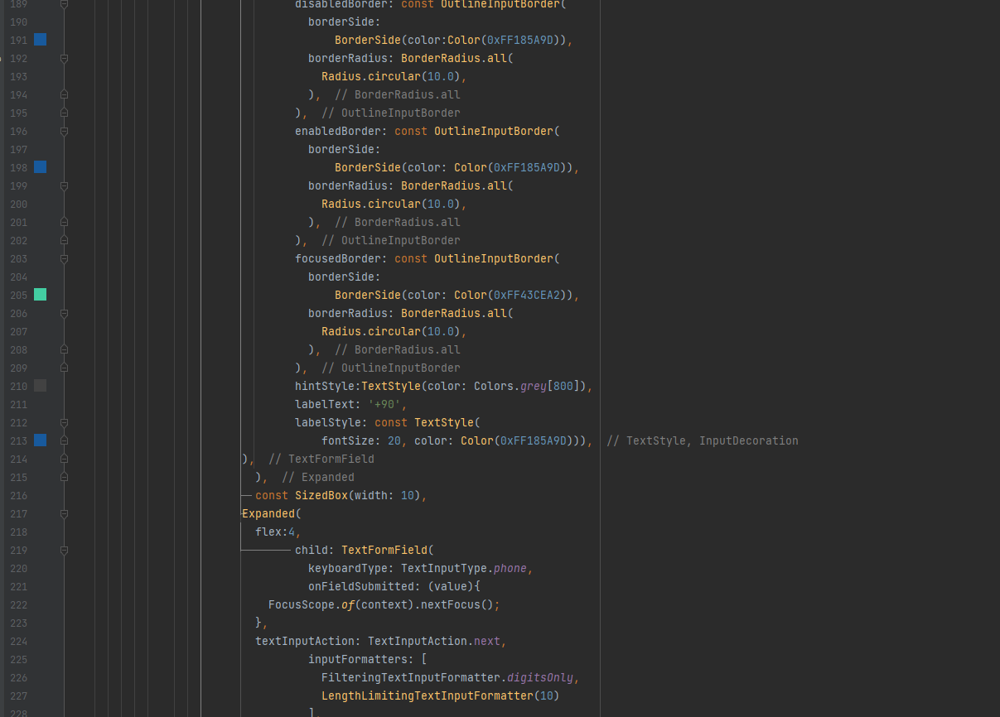 189 disabledBorder: const OutlineInputBorder(
190 borderSide:
191 BorderSide(color:Color(0xFF185A9D)),
192 borderRadius: BorderRadius.all(
193 Radius.circular(10.0),
194 ), // BorderRadius.all
195 ), // OutlineInputBorder
196 enabledBorder: const OutlineInputBorder(
197 borderSide:
198 BorderSide(color: Color(0xFF185A9D)),
199 borderRadius: BorderRadius.all(
200 Radius.circular(10.0),
201 ), // BorderRadius.all
202 ), // OutlineInputBorder
203 focusedBorder: const OutlineInputBorder(
204 borderSide:
205 BorderSide(color: Color(0xFF43CEA2)),
206 borderRadius: BorderRadius.all(
207 Radius.circular(10.0),
208 ), // BorderRadius.all
209 ), // OutlineInputBorder
210 hintStyle:TextStyle(color: Colors.grey[800]),
211 labelText: '+90',
212 labelStyle: const TextStyle(
213 fontSize: 20, color: Color(0xFF185A9D))), // TextStyle, InputDecoration
214 ), // TextFormField
215 ), // Expanded
216 const SizedBox(width: 10),
217 Expanded(
218 flex:4,
219 child: TextFormField(
220 keyboardType: TextInputType.phone,
221 onFieldSubmitted: (value){
222 FocusScope.of(context).nextFocus();
223 },
224 textInputAction: TextInputAction.next,
225 inputFormatters: [
226 FilteringTextInputFormatter.digitsOnly,
227 LengthLimitingTextInputFormatter(10)
228 ],